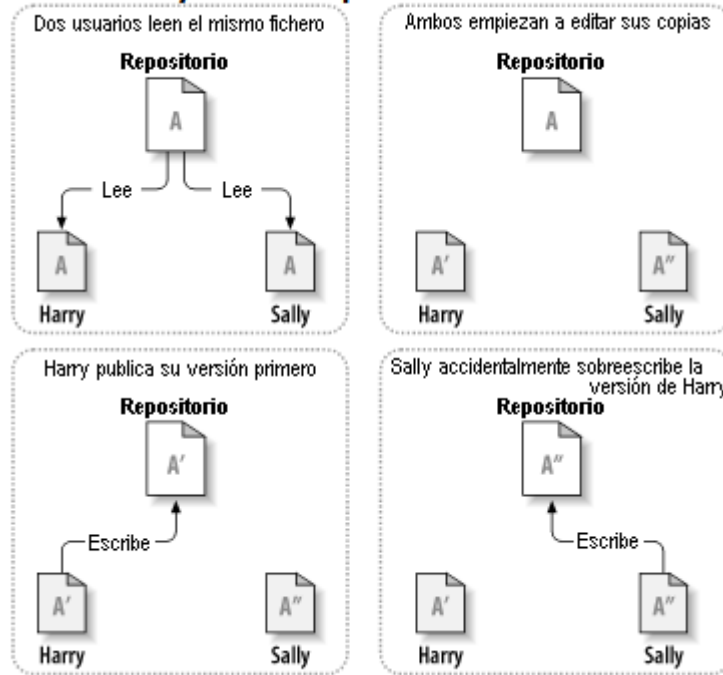 Dos usuarios leen el mismo fichero
Repositorio
A
Lee
Lee
A
A
Harry
Sally
Ambos empiezan a editar sus copias
Repositorio
A
A'
A"
Harry
Sally
Harry publica su versión primero
Repositorio
A'
Escribe
A'
A"
Harry
Sally
Sally accidentalmente sobreescribe la
versión de Harry
Repositorio
A"
Escribe
A'
A"
Harry
Sally